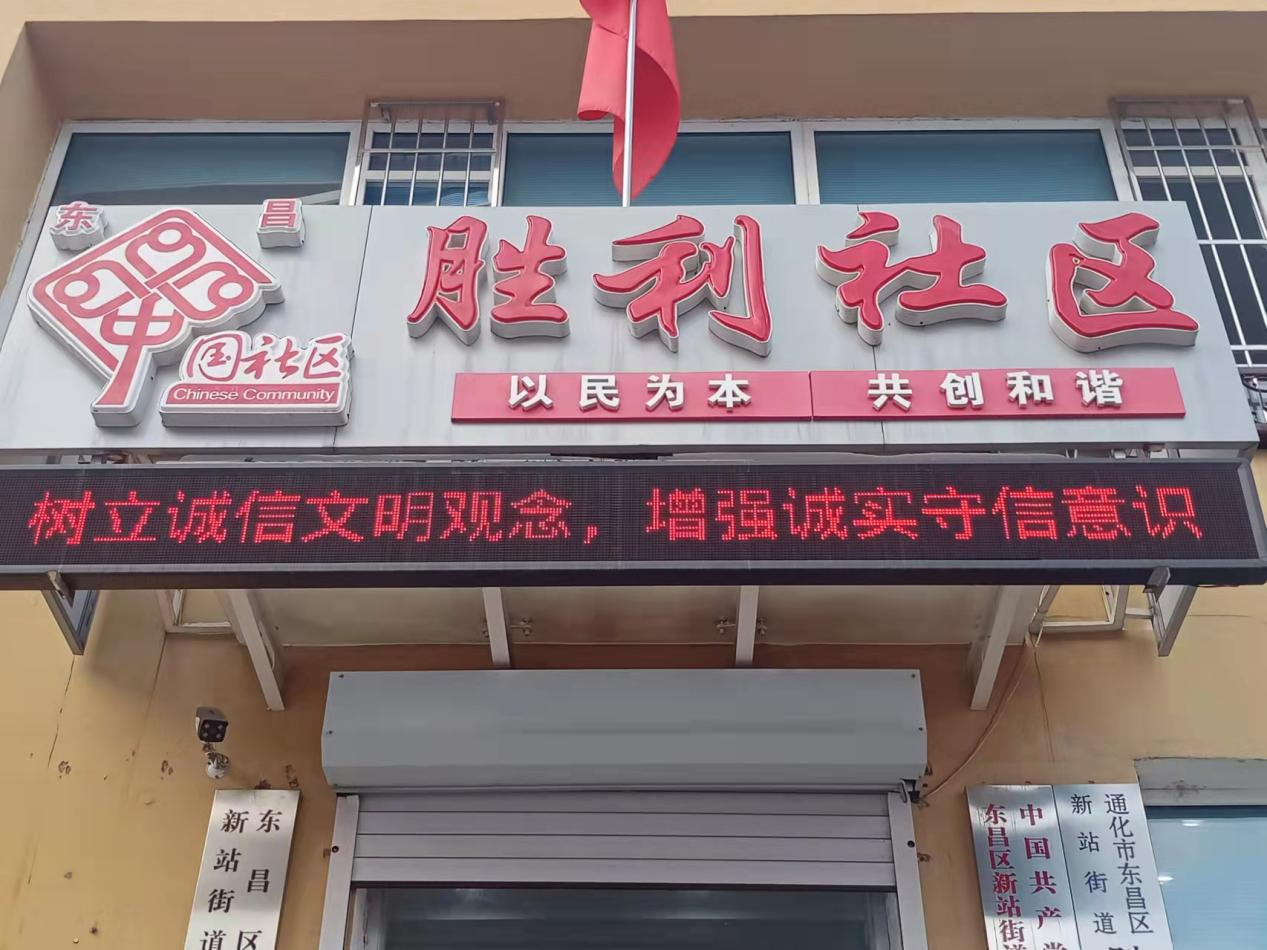 东 昌
中国社区
Chinese Community
胜利社区
以民为本 共创和谐
树立诚信文明观念，增强诚实守信意识
东昌区
新站街道
中国共产党
东昌区新站街道
通化市东昌区
新站街道